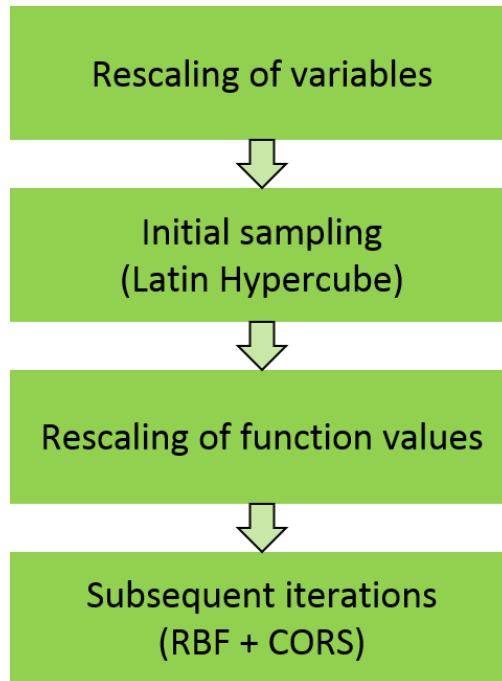 Rescaling of variables
Initial sampling
(Latin Hypercube)
Rescaling of function values
Subsequent iterations
(RBF + CORS)